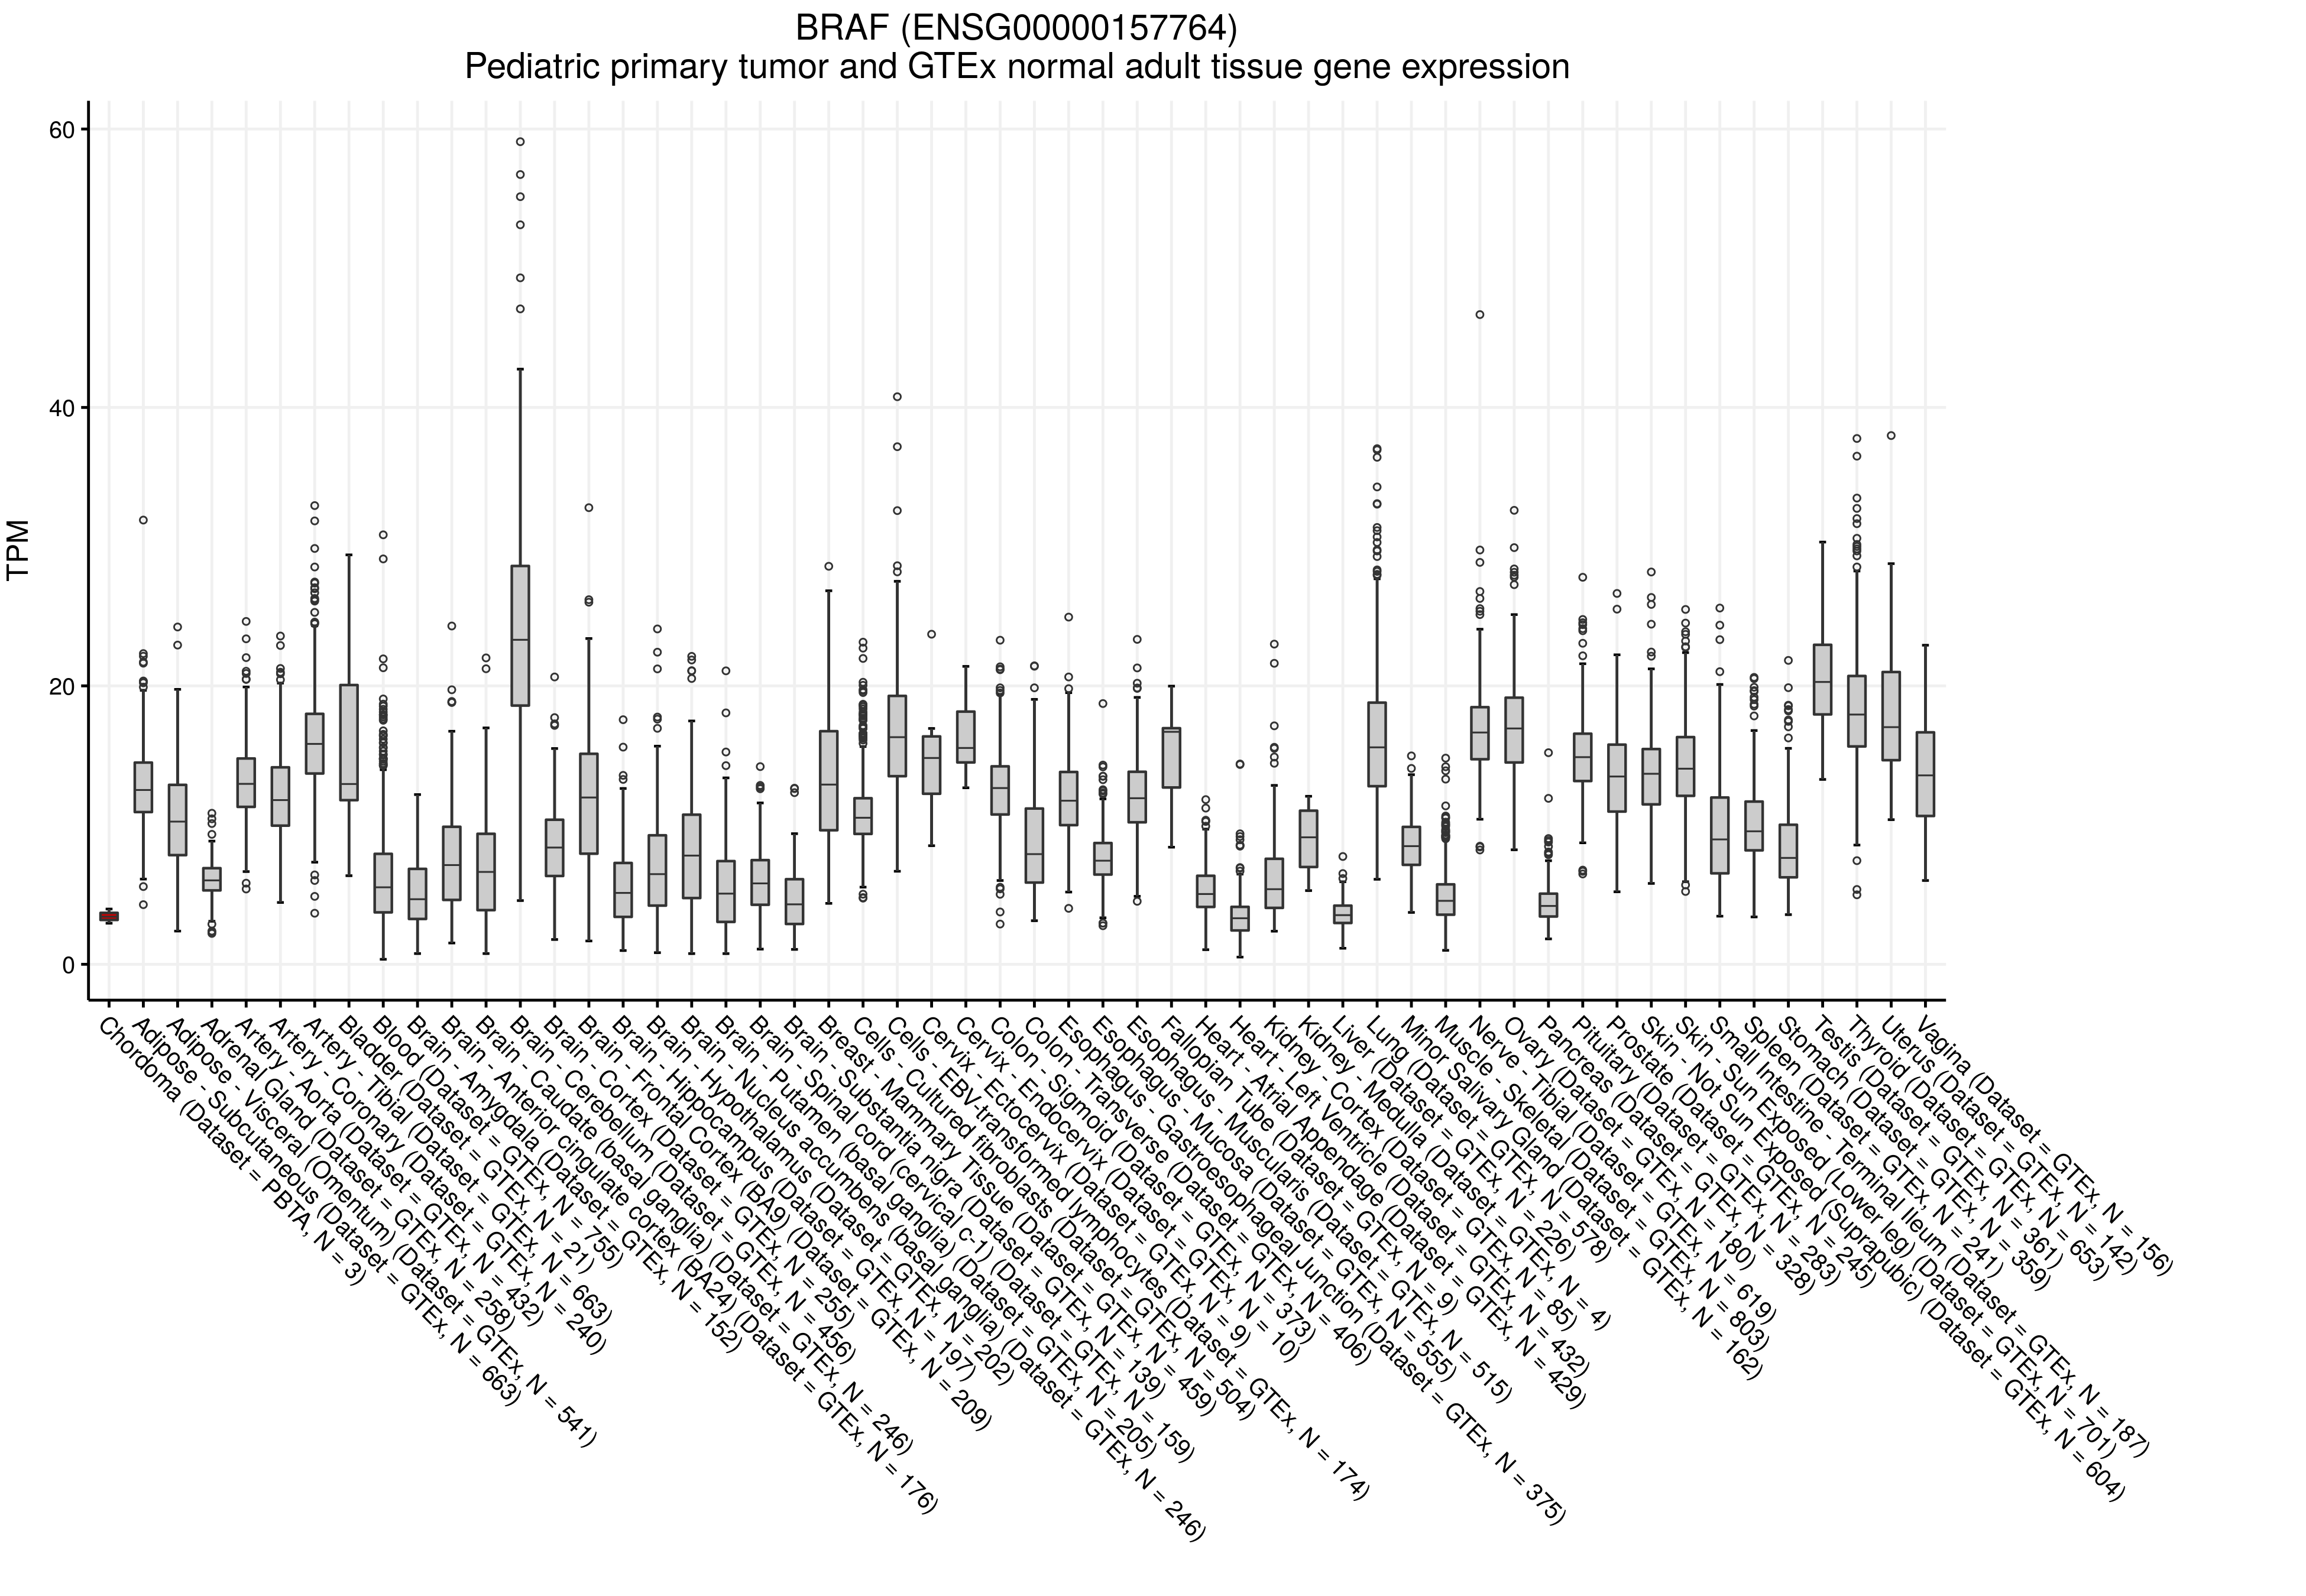 BRAF (ENSG00000157764)
Pediatric primary tumor and GTEx normal adult tissue gene expression
TPM
60
40
20
0
Chordoma (Dataset = PBTA, N = 3)
Adipose - Subcutaneous (Dataset = GTEx, N = 663)
Adipose - Visceral (Omentum) (Dataset = GTEx, N = 541)
Adrenal Gland (Dataset = GTEx, N = 258)
Artery - Aorta (Dataset = GTEx, N = 432)
Artery - Coronary (Dataset = GTEx, N = 240)
Artery - Tibial (Dataset = GTEx, N = 663)
Bladder (Dataset = GTEx, N = 21)
Blood (Dataset = GTEx, N = 755)
Brain - Amygdala (Dataset = GTEx, N = 152)
Brain - Anterior cingulate cortex (BA24) (Dataset = GTEx, N = 176)
Brain - Caudate (basal ganglia) (Dataset = GTEx, N = 246)
Brain - Cerebellum (Dataset = GTEx, N = 456)
Brain - Cortex (Dataset = GTEx, N = 255)
Brain - Frontal Cortex (BA9) (Dataset = GTEx, N = 209)
Brain - Hippocampus (Dataset = GTEx, N = 197)
Brain - Hypothalamus (Dataset = GTEx, N = 202)
Brain - Nucleus accumbens (basal ganglia) (Dataset = GTEx, N = 246)
Brain - Putamen (basal ganglia) (Dataset = GTEx, N = 205)
Brain - Spinal cord (cervical c-1) (Dataset = GTEx, N = 159)
Brain - Substantia nigra (Dataset = GTEx, N = 139)
Breast - Mammary Tissue (Dataset = GTEx, N = 459)
Cells - Cultured fibroblasts (Dataset = GTEx, N = 504)
Cells - EBV-transformed lymphocytes (Dataset = GTEx, N = 174)
Cervix - Ectocervix (Dataset = GTEx, N = 9)
Cervix - Endocervix (Dataset = GTEx, N = 10)
Colon - Sigmoid (Dataset = GTEx, N = 373)
Colon - Transverse (Dataset = GTEx, N = 406)
Esophagus - Gastroesophageal Junction (Dataset = GTEx, N = 375)
Esophagus - Mucosa (Dataset = GTEx, N = 555)
Esophagus - Muscularis (Dataset = GTEx, N = 515)
Fallopian Tube (Dataset = GTEx, N = 9)
Heart - Atrial Appendage (Dataset = GTEx, N = 429)
Heart - Left Ventricle (Dataset = GTEx, N = 432)
Kidney - Cortex (Dataset = GTEx, N = 85)
Kidney - Medulla (Dataset = GTEx, N = 4)
Liver (Dataset = GTEx, N = 226)
Lung (Dataset = GTEx, N = 578)
Minor Salivary Gland (Dataset = GTEx, N = 162)
Muscle - Skeletal (Dataset = GTEx, N = 803)
Nerve - Tibial (Dataset = GTEx, N = 619)
Ovary (Dataset = GTEx, N = 180)
Pancreas (Dataset = GTEx, N = 328)
Pituitary (Dataset = GTEx, N = 283)
Prostate (Dataset = GTEx, N = 245)
Skin - Not Sun Exposed (Suprapubic) (Dataset = GTEx, N = 604)
Skin - Sun Exposed (Lower leg) (Dataset = GTEx, N = 701)
Small Intestine - Terminal Ileum (Dataset = GTEx, N = 187)
Spleen (Dataset = GTEx, N = 241)
Stomach (Dataset = GTEx, N = 359)
Testis (Dataset = GTEx, N = 361)
Thyroid (Dataset = GTEx, N = 653)
Uterus (Dataset = GTEx, N = 142)
Vagina (Dataset = GTEx, N = 156)